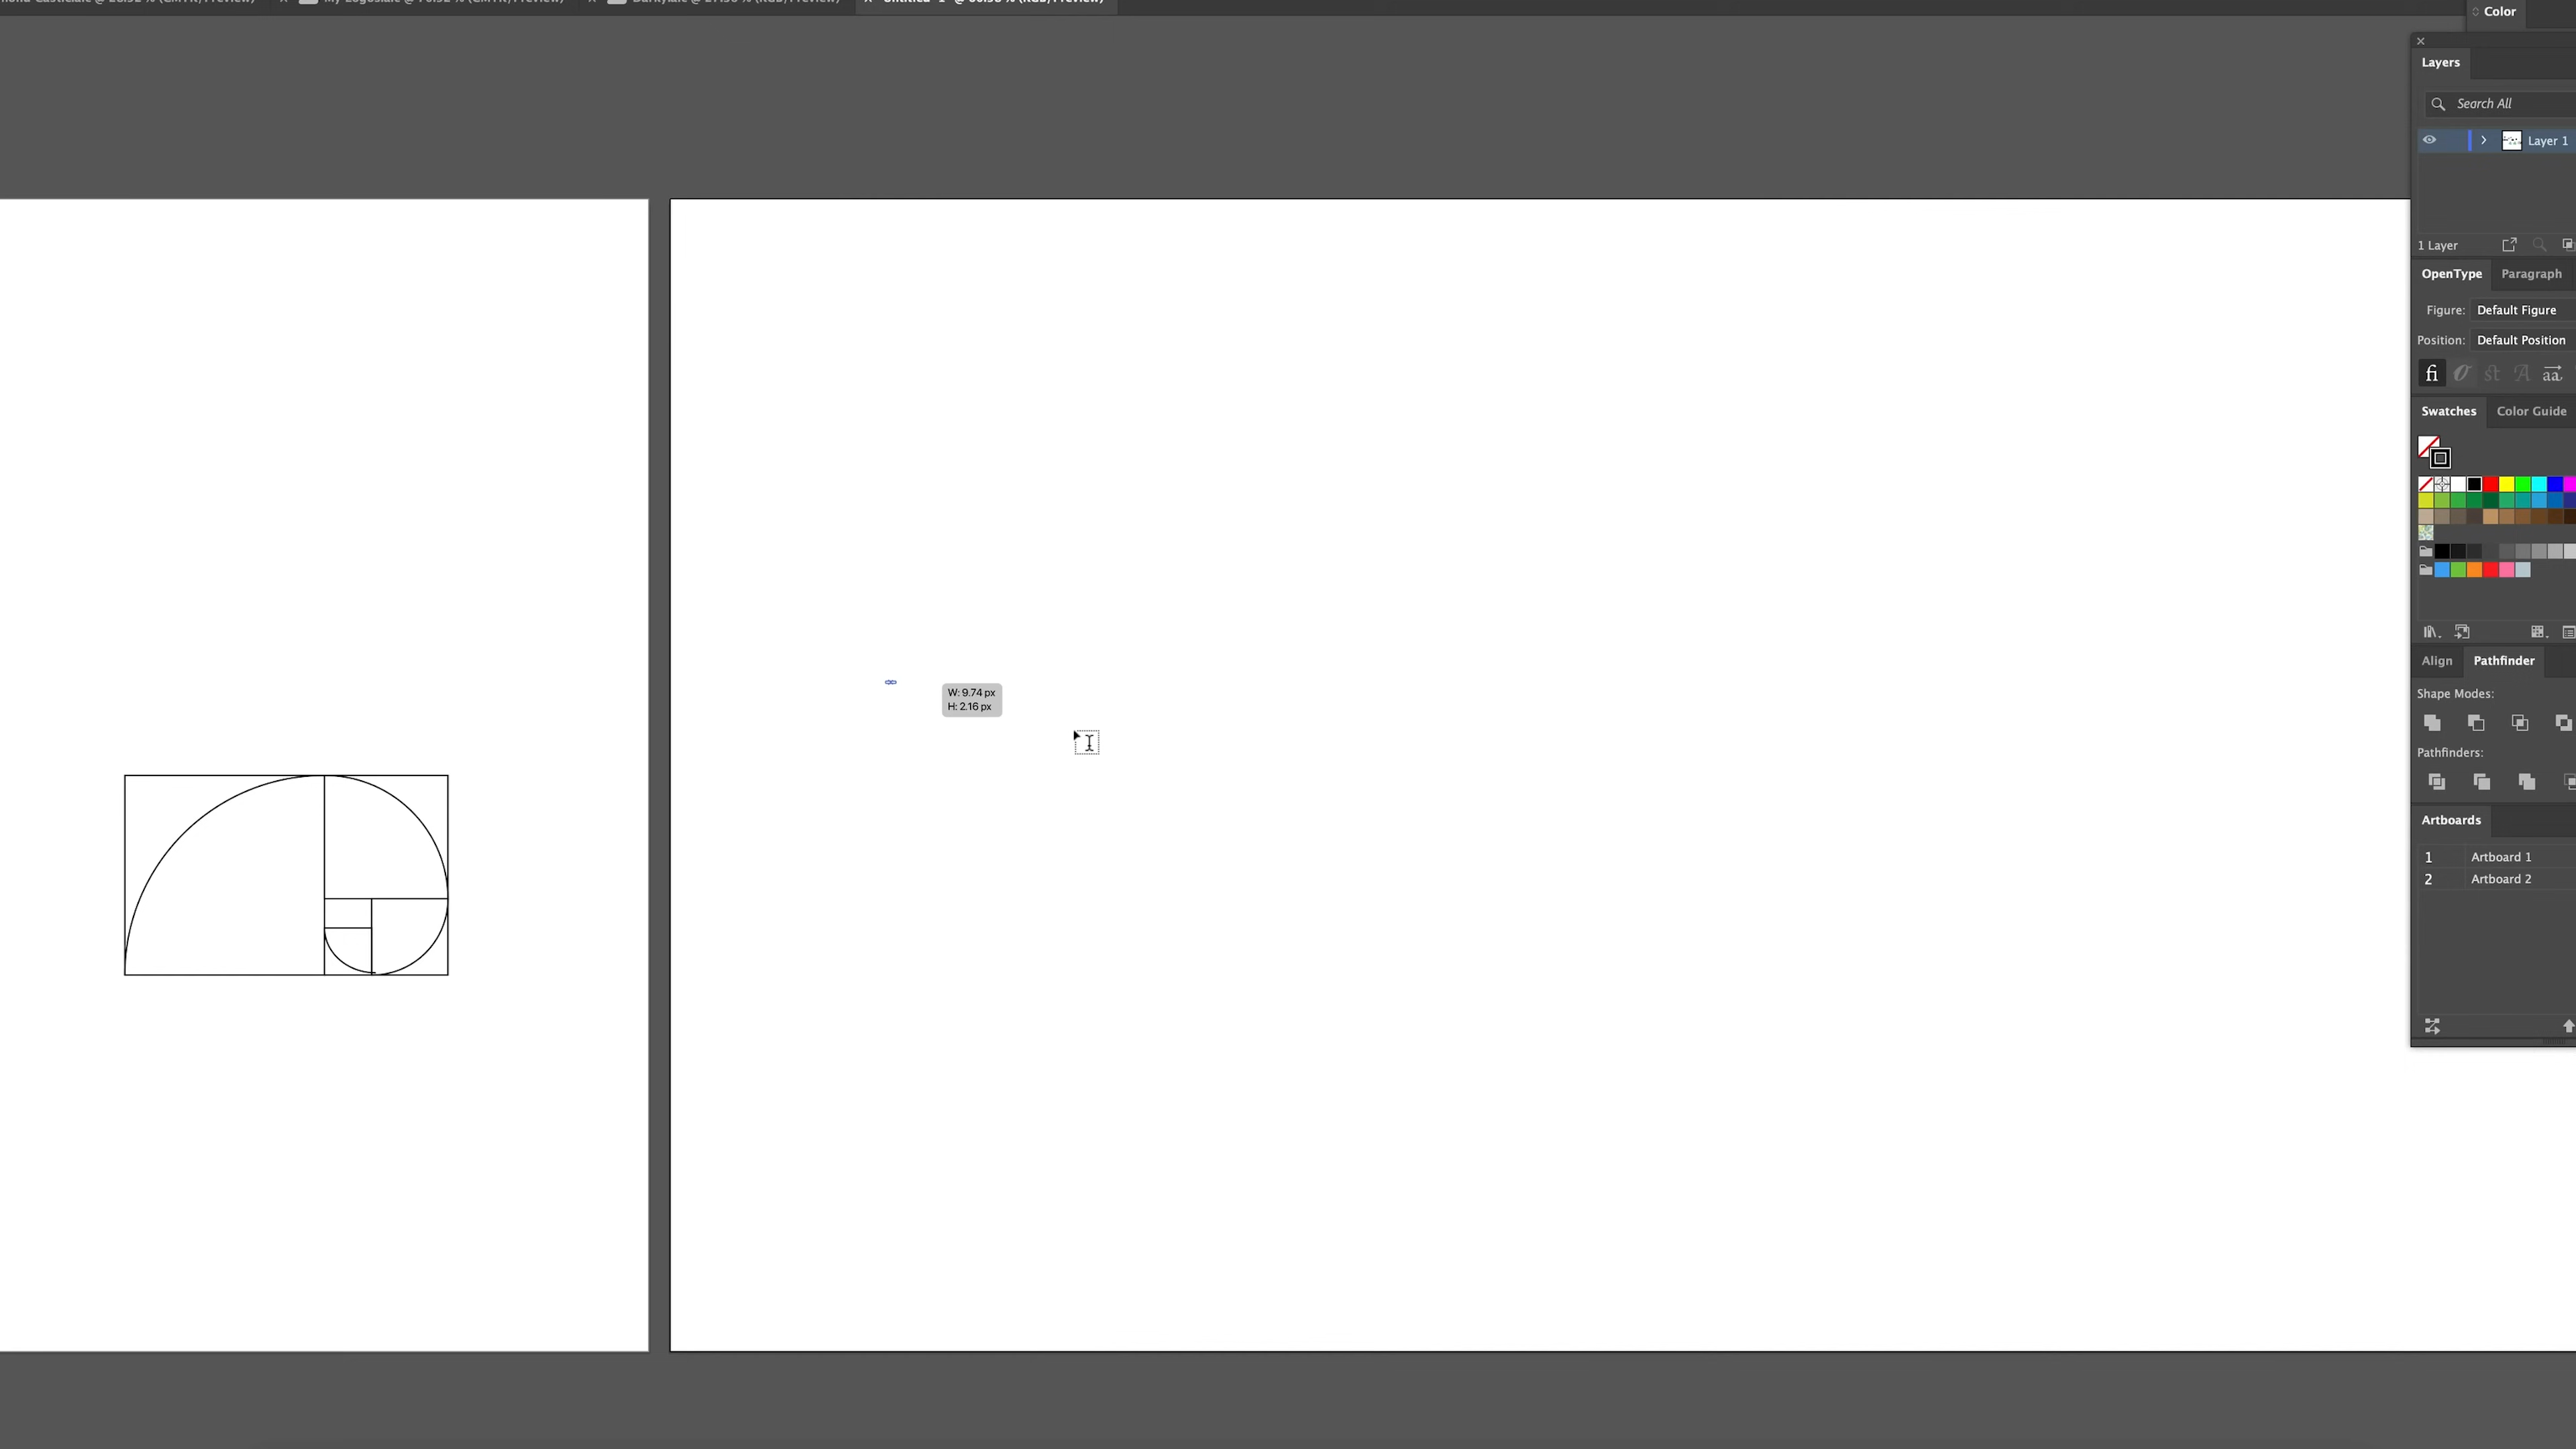 Color
Layers
Search All
Layer 1
1 Layer
OpenType Paragraph
Figure: Default Figure
Position: Default Position
Swatches Color Guide
W: 9.74 px
H: 2.16 px
Align Pathfinder
Shape Modes:
Pathfinders:
Artboards
1 Artboard 1
2 Artboard 2